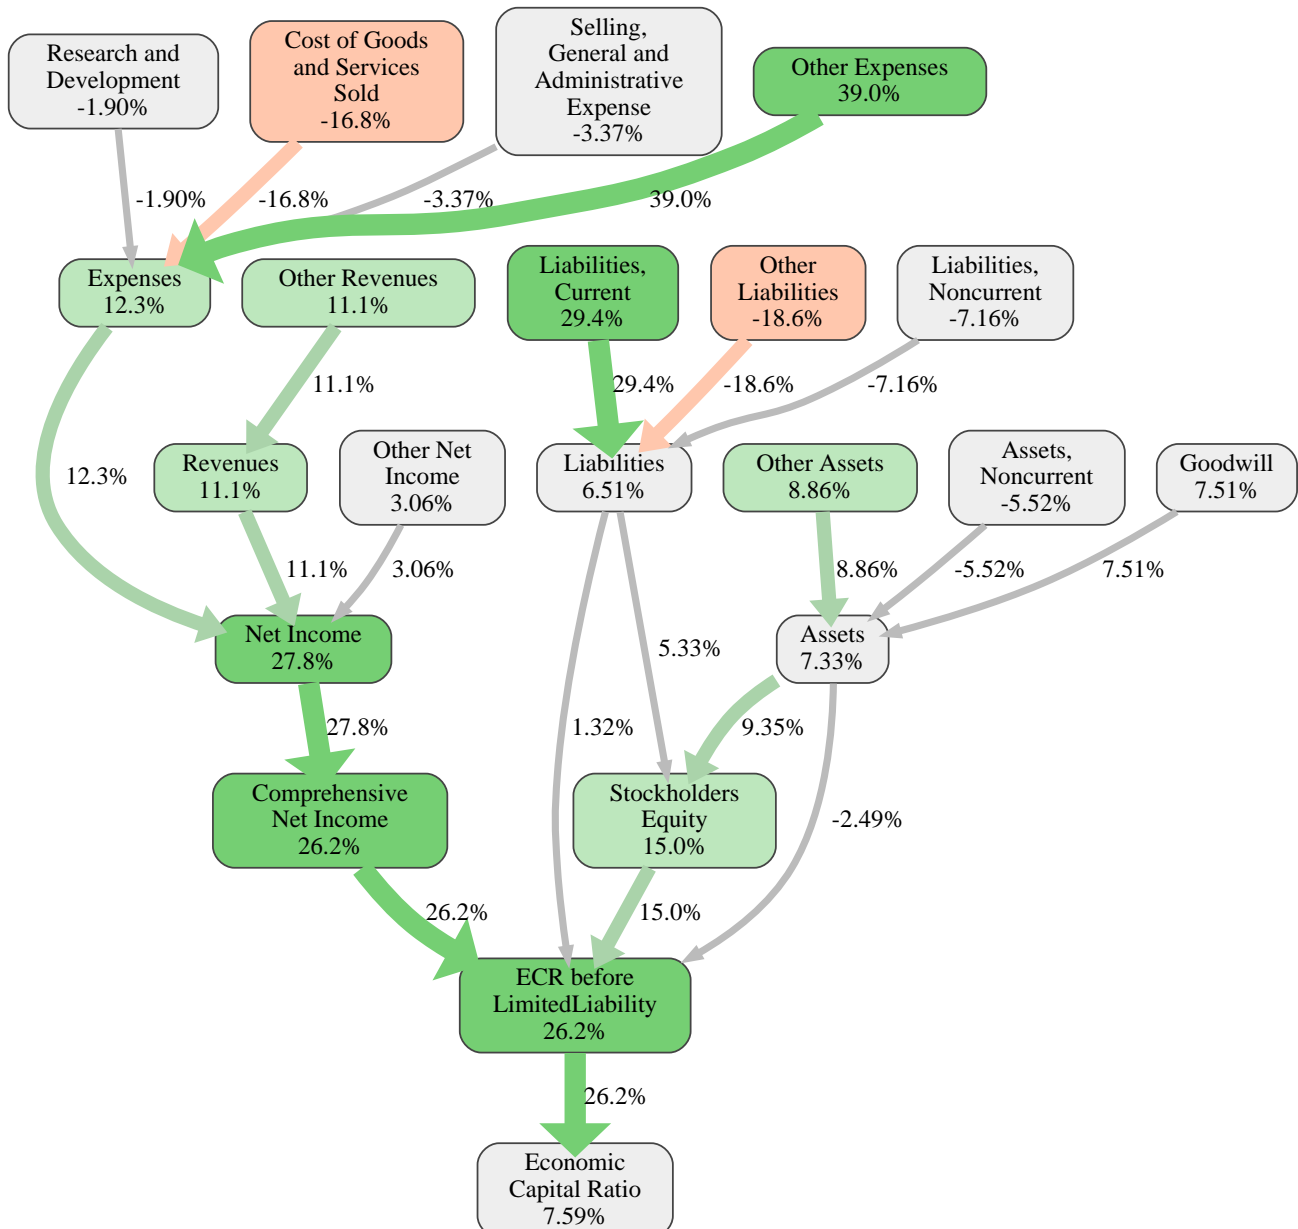 Research and
Development
-1.90%
Cost of Goods
and Services
Sold
-16.8%
Selling,
General and
Administrative
Expense
-3.37%
Other Expenses
39.0%
-1.90%
-16.8%
-3.37%
39.0%
Expenses
12.3%
Other Revenues
11.1%
Liabilities,
Current
29.4%
Other
Liabilities
-18.6%
Liabilities,
Noncurrent
-7.16%
11.1%
29.4%
-18.6%
-7.16%
12.3%
Revenues
11.1%
Other Net
Income
3.06%
Liabilities
6.51%
Other Assets
8.86%
Assets,
Noncurrent
-5.52%
Goodwill
7.51%
11.1%
3.06%
8.86%
-5.52%
7.51%
Net Income
27.8%
5.33%
Assets
7.33%
27.8%
1.32%
9.35%
Comprehensive
Net Income
26.2%
Stockholders
Equity
15.0%
-2.49%
26.2%
15.0%
ECR before
LimitedLiability
26.2%
26.2%
Economic
Capital Ratio
7.59%